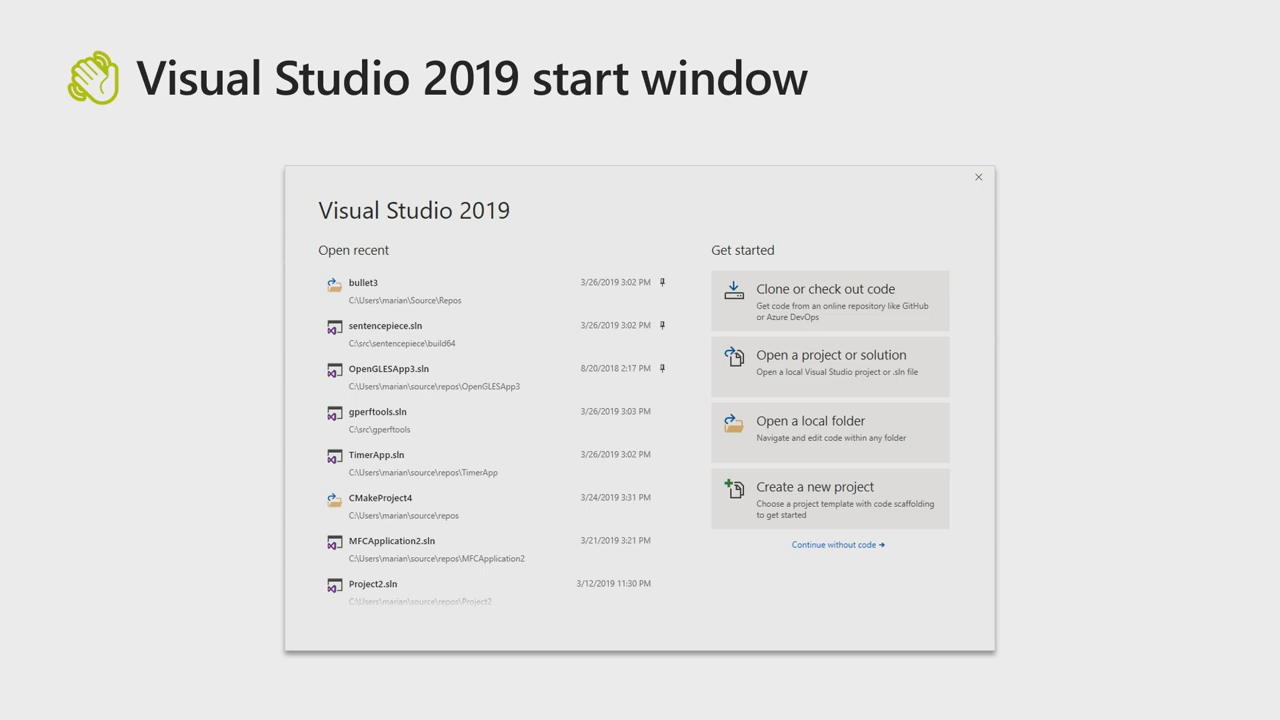 Visual Studio 2019 start window
Visual Studio 2019
Open recent
bullet3 3/26/2019 3:02 PM
C:\Users\marian\Source\Repos
sentencepiece.sln 3/26/2019 3:02 PM
C:\src\sentencepiece\build64
OpenGLESApp3.sln 8/20/2018 2:17 PM
C:\Users\marian\source\repos\OpenGLESApp3
gperftools.sln 3/26/2019 3:03 PM
C:\src\gperftools
TimerApp.sln 3/26/2019 3:02 PM
C:\Users\marian\source\repos\TimerApp
CMakeProject4 3/24/2019 3:31 PM
C:\Users\marian\source\repos
MFCApplication2.sln 3/21/2019 3:21 PM
C:\Users\marian\source\repos\MFCApplication2
Project2.sln 3/12/2019 11:30 PM
C:\Users\marian\source\repos\Project2
Get started
Clone or check out code
Get code from an online repository like GitHub
or Azure DevOps
Open a project or solution
Open a local Visual Studio project or .sln file
Open a local folder
Navigate and edit code within any folder
Create a new project
Choose a project template with code scaffolding
to get started
Continue without code →